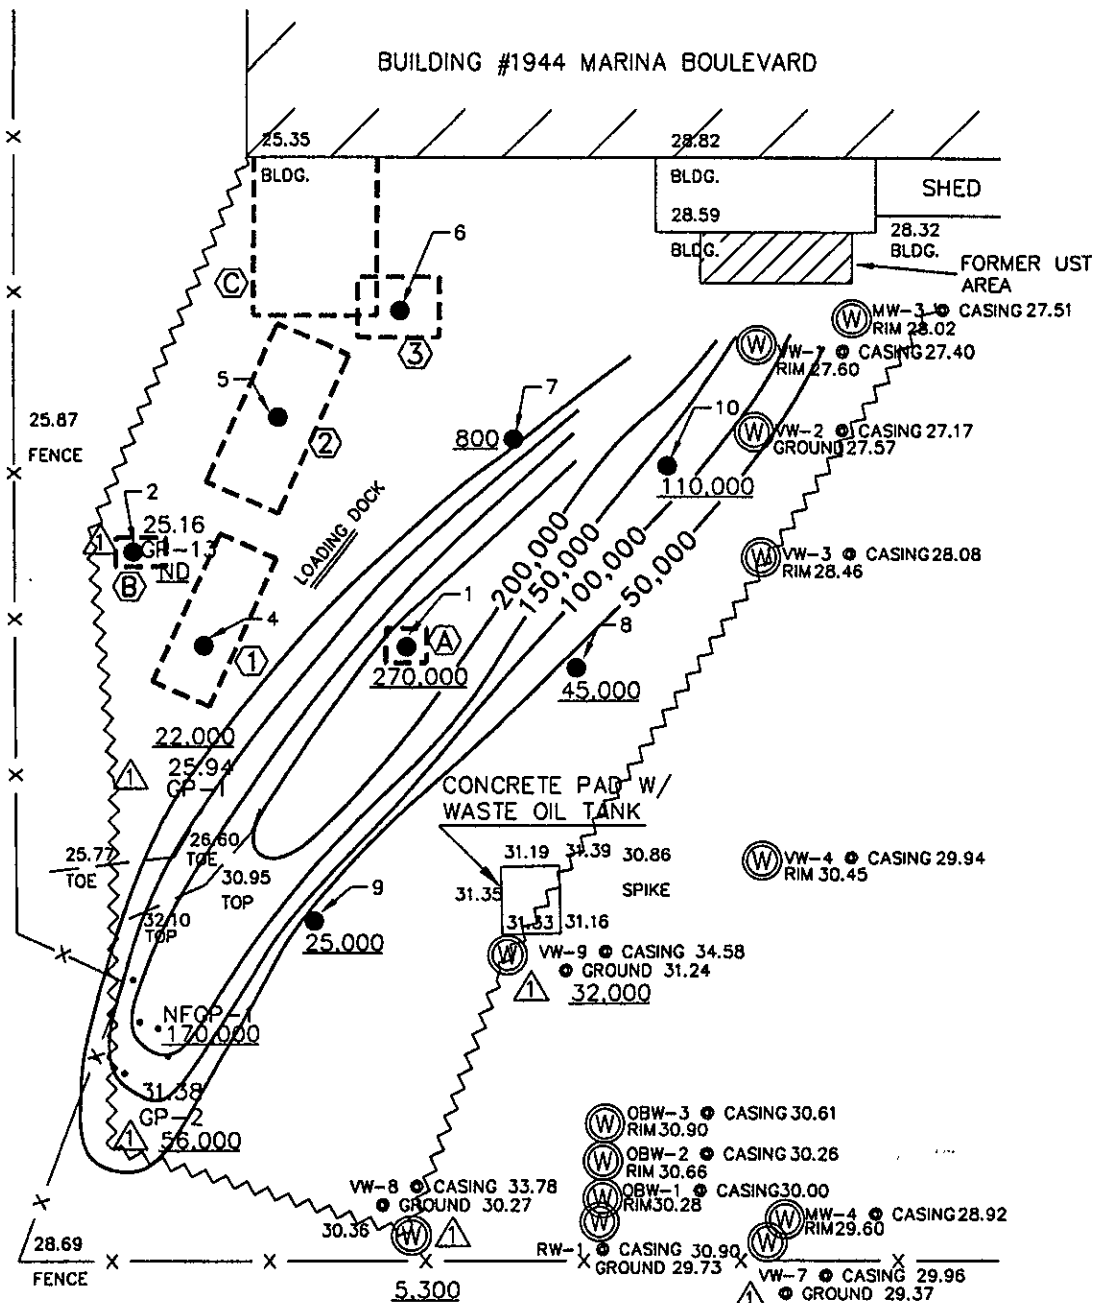 BUILDING #1944 MARINA BOULEVARD
25.35
BLDG.
28.82
BLDG.
28.59
BLDG.
SHED
28.32
BLDG.
FORMER UST
AREA
6
C
3
MW-3 CASING 27.51
RIM 28.02
W
VW-1 CASING 27.40
RIM 27.60
W
5
2
7
800
10
110,000
VW-2 CASING 27.17
GROUND 27.57
W
25.87
FENCE
2
1
25.16
GP-13
ND
B
LOADING DOCK
200,000
150,000
100,000
50,000
VW-3 CASING 28.08
RIM 28.46
W
4
1
1
A
270,000
8
45,000
22,000
25.94
GP-1
1
CONCRETE PAD W/
WASTE OIL TANK
31.19
31.39
30.86
SPIKE
31.35
31.33
31.16
VW-4 CASING 29.94
RIM 30.45
W
25.77
TOE
26.60
TOE
30.95
TOP
32.10
TOP
9
25,000
W
VW-9 CASING 34.58
GROUND 31.24
1
32,000
NFGP-1
170,000
31.38
GP-2
1
56,000
OBW-3 CASING 30.61
RIM 30.90
W
OBW-2 CASING 30.26
RIM 30.66
W
OBW-1 CASING 30.00
RIM 30.28
W
VW-8 CASING 33.78
GROUND 30.27
30.36
W
1
W
RW-1 CASING 30.90
GROUND 29.73
MW-4 CASING 28.92
RIM 29.60
W
W
28.69
FENCE
5,300
VW-7 CASING 29.96
GROUND 29.37
1
X X X X X X X X X X X X X X